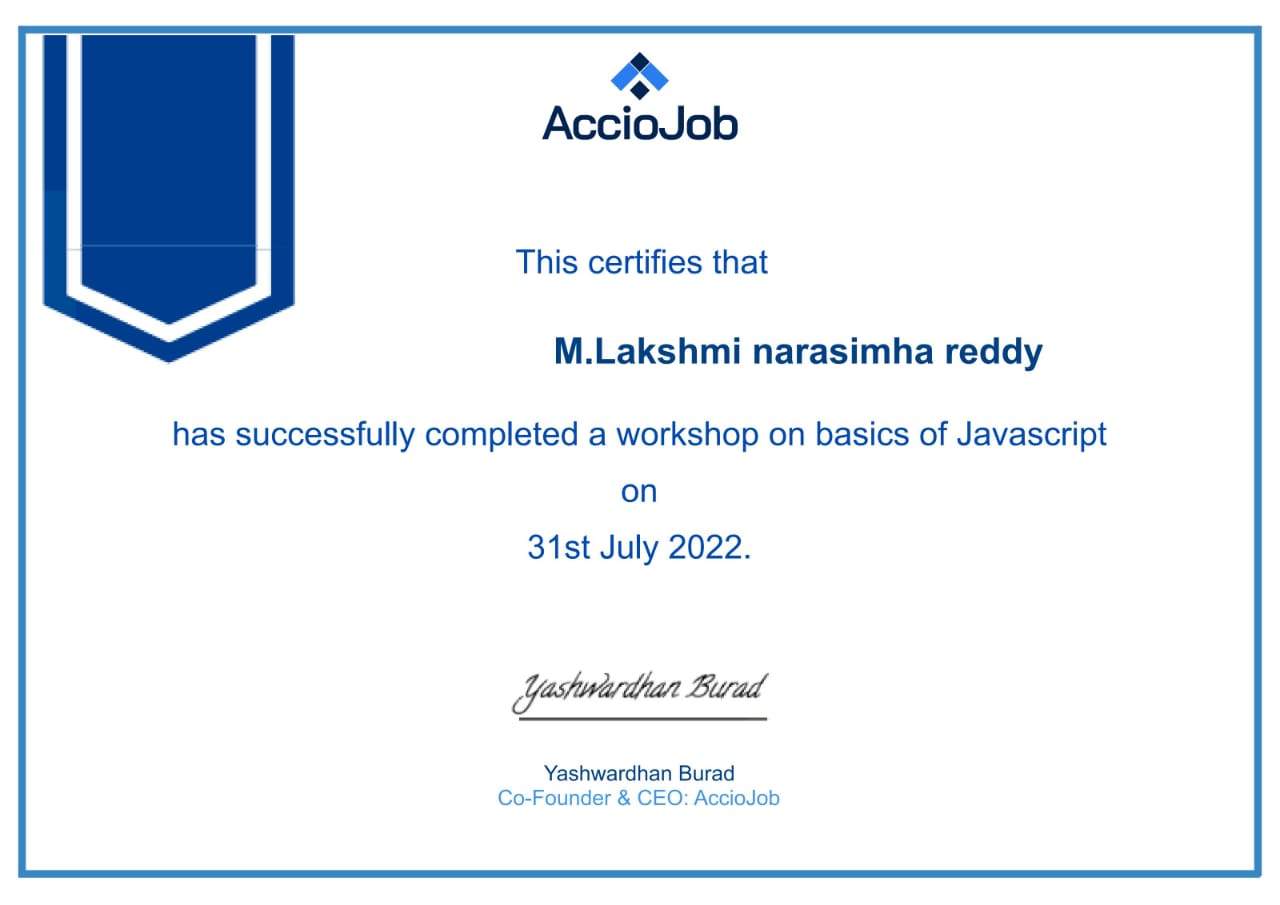 AccioJob
This certifies that
M.Lakshmi narasimha reddy
has successfully completed a workshop on basics of Javascript
on
31st July 2022.
Yashwardhan Burad
Yashwardhan Burad
Co-Founder & CEO: AccioJob